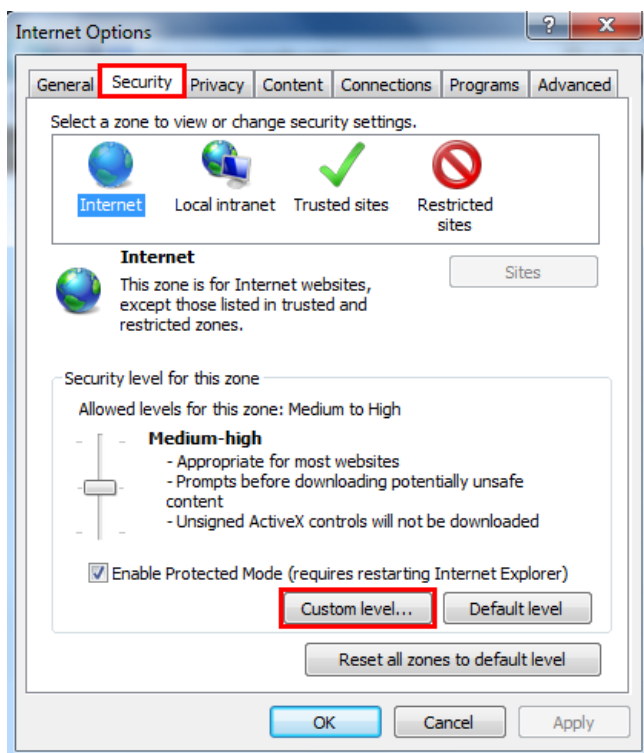 Internet Options
?
X
General Security Privacy Content Connections Programs Advanced
Select a zone to view or change security settings.
Internet Local intranet Trusted sites Restricted
sites
Internet
Sites
This zone is for Internet websites,
except those listed in trusted and
restricted zones.
Security level for this zone
Allowed levels for this zone: Medium to High
Medium-high
- Appropriate for most websites
- Prompts before downloading potentially unsafe
content
- Unsigned ActiveX controls will not be downloaded
Enable Protected Mode (requires restarting Internet Explorer)
Custom level... Default level
Reset all zones to default level
OK Cancel Apply